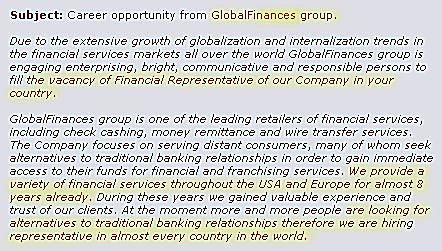 Subject: Career opportunity from GlobalFinances group.
Due to the extensive growth of globalization and internalization trends in
the financial services markets all over the world GlobalFinances group is
engaging enterprising, bright, communicative and responsible persons to
fill the vacancy of Financial Representative of our Company in your
country.
GlobalFinances group is one of the leading retailers of financial services,
including check cashing, money remittance and wire transfer services.
The Company focuses on serving distant consumers, many of whom seek
alternatives to traditional banking relationships in order to gain immediate
access to their funds for financial and franchising services. We provide a
variety of financial services throughout the USA and Europe for almost 8
years already. During these years we gained valuable experience and
trust of our clients. At the moment more and more people are looking for
alternatives to traditional banking relationships therefore we are hiring
representative in almost every country in the world.